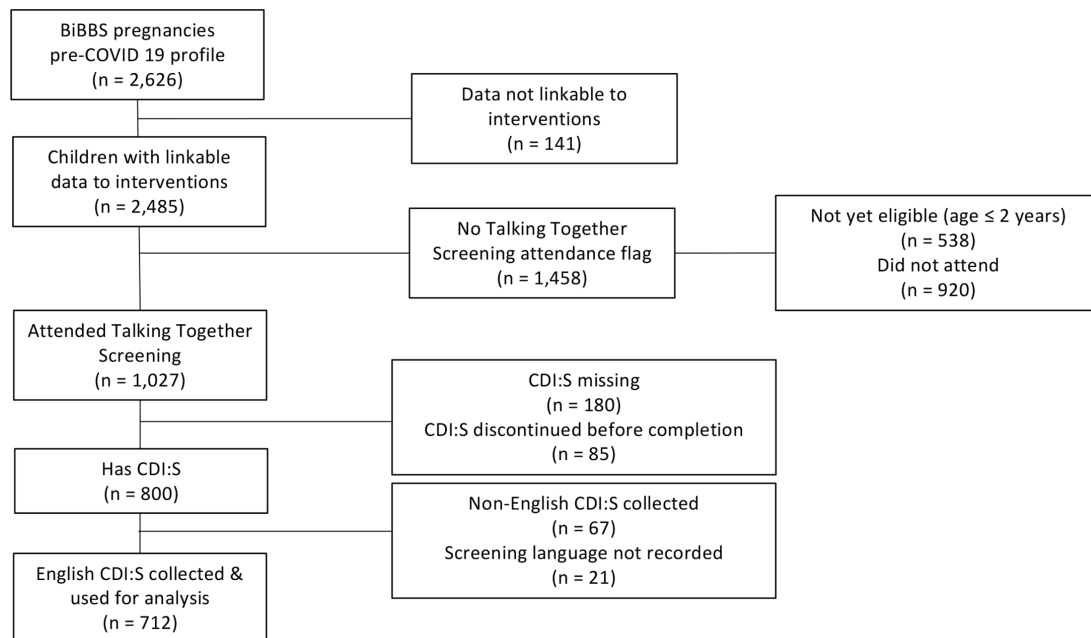 BiBBS pregnancies
pre-COVID 19 profile
(n = 2,626)
Data not linkable to
interventions
(n = 141)
Children with linkable
data to interventions
(n = 2,485)
No Talking Together
Screening attendance flag
(n = 1,458)
Not yet eligible (age ≤ 2 years)
(n = 538)
Did not attend
(n = 920)
Attended Talking Together
Screening
(n = 1,027)
CDI:S missing
(n = 180)
CDI:S discontinued before completion
(n = 85)
Has CDI:S
(n = 800)
Non-English CDI:S collected
(n = 67)
Screening language not recorded
(n = 21)
English CDI:S collected &
used for analysis
(n = 712)